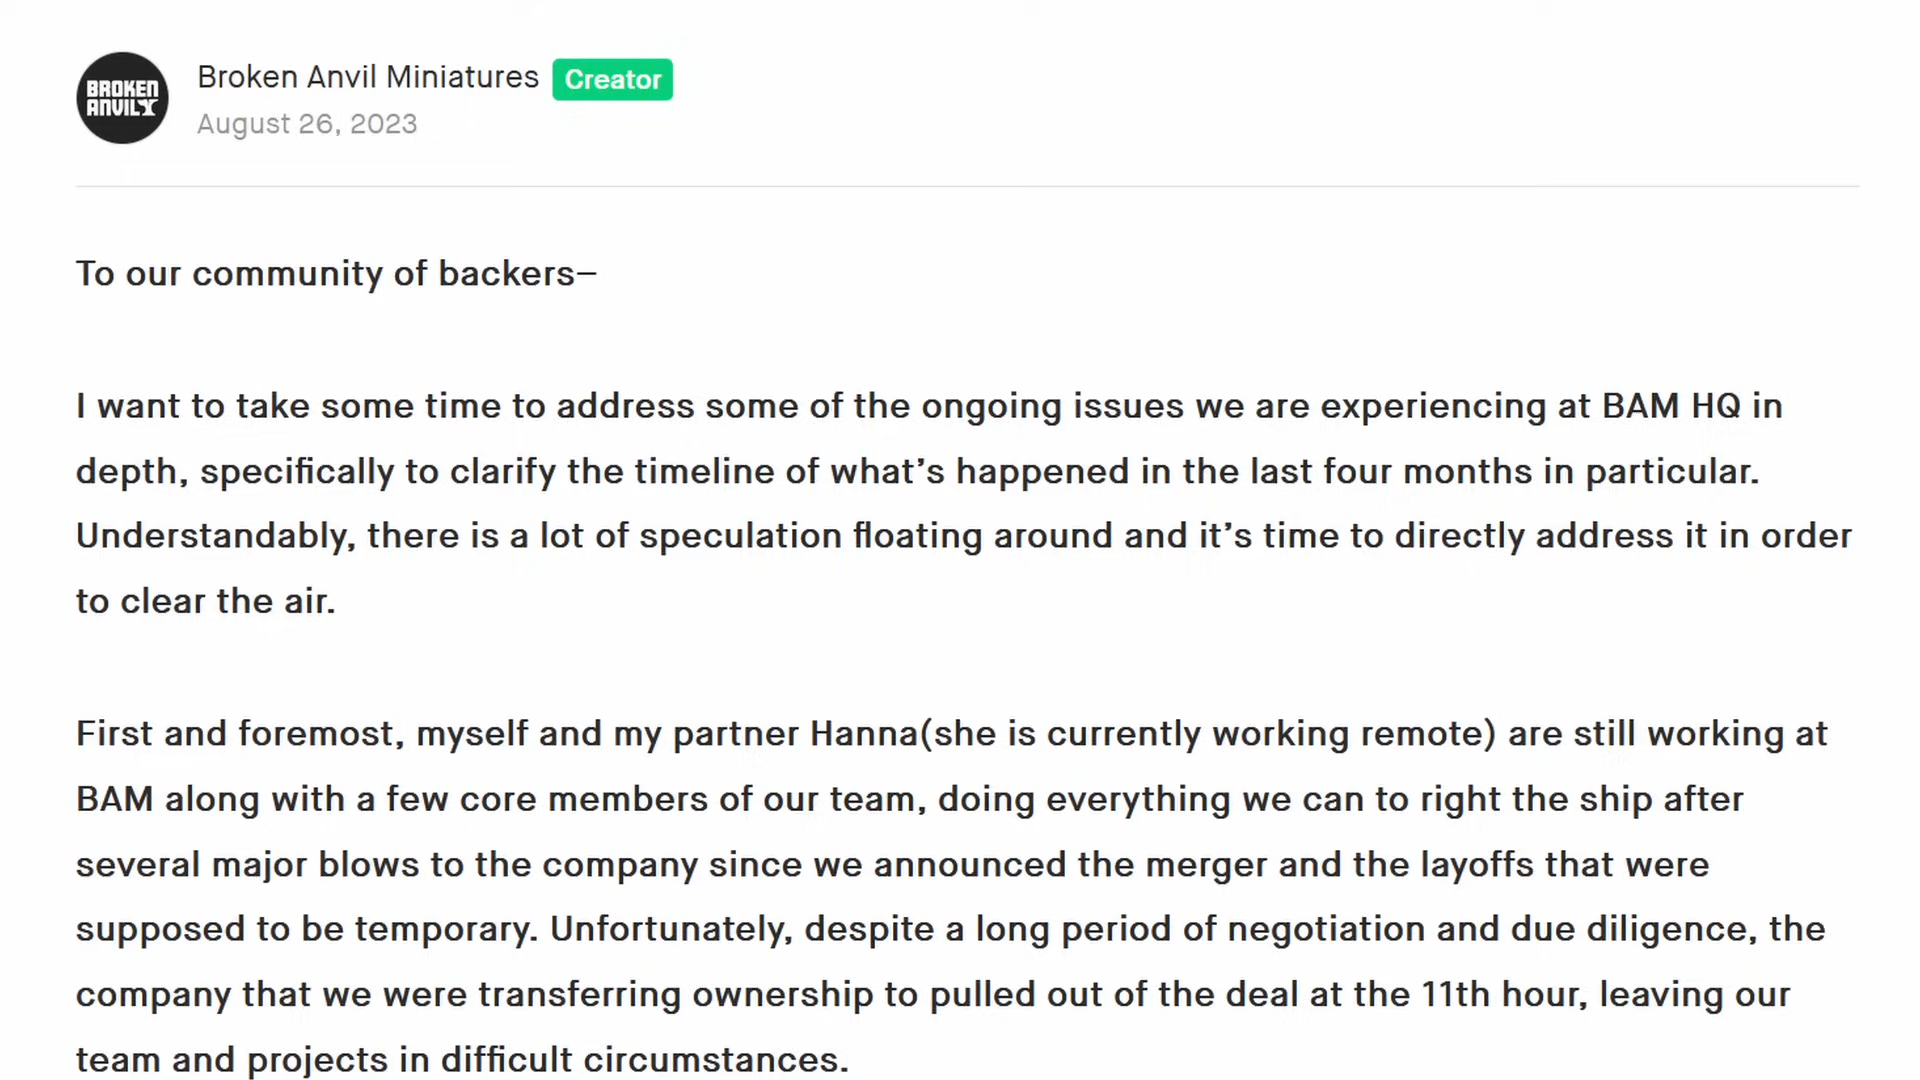 BROKEN
ANVIL
Broken Anvil Miniatures Creator
August 26, 2023
To our community of backers—
I want to take some time to address some of the ongoing issues we are experiencing at BAM HQ in
depth, specifically to clarify the timeline of what’s happened in the last four months in particular.
Understandably, there is a lot of speculation floating around and it’s time to directly address it in order
to clear the air.
First and foremost, myself and my partner Hanna(she is currently working remote) are still working at
BAM along with a few core members of our team, doing everything we can to right the ship after
several major blows to the company since we announced the merger and the layoffs that were
supposed to be temporary. Unfortunately, despite a long period of negotiation and due diligence, the
company that we were transferring ownership to pulled out of the deal at the 11th hour, leaving our
team and projects in difficult circumstances.